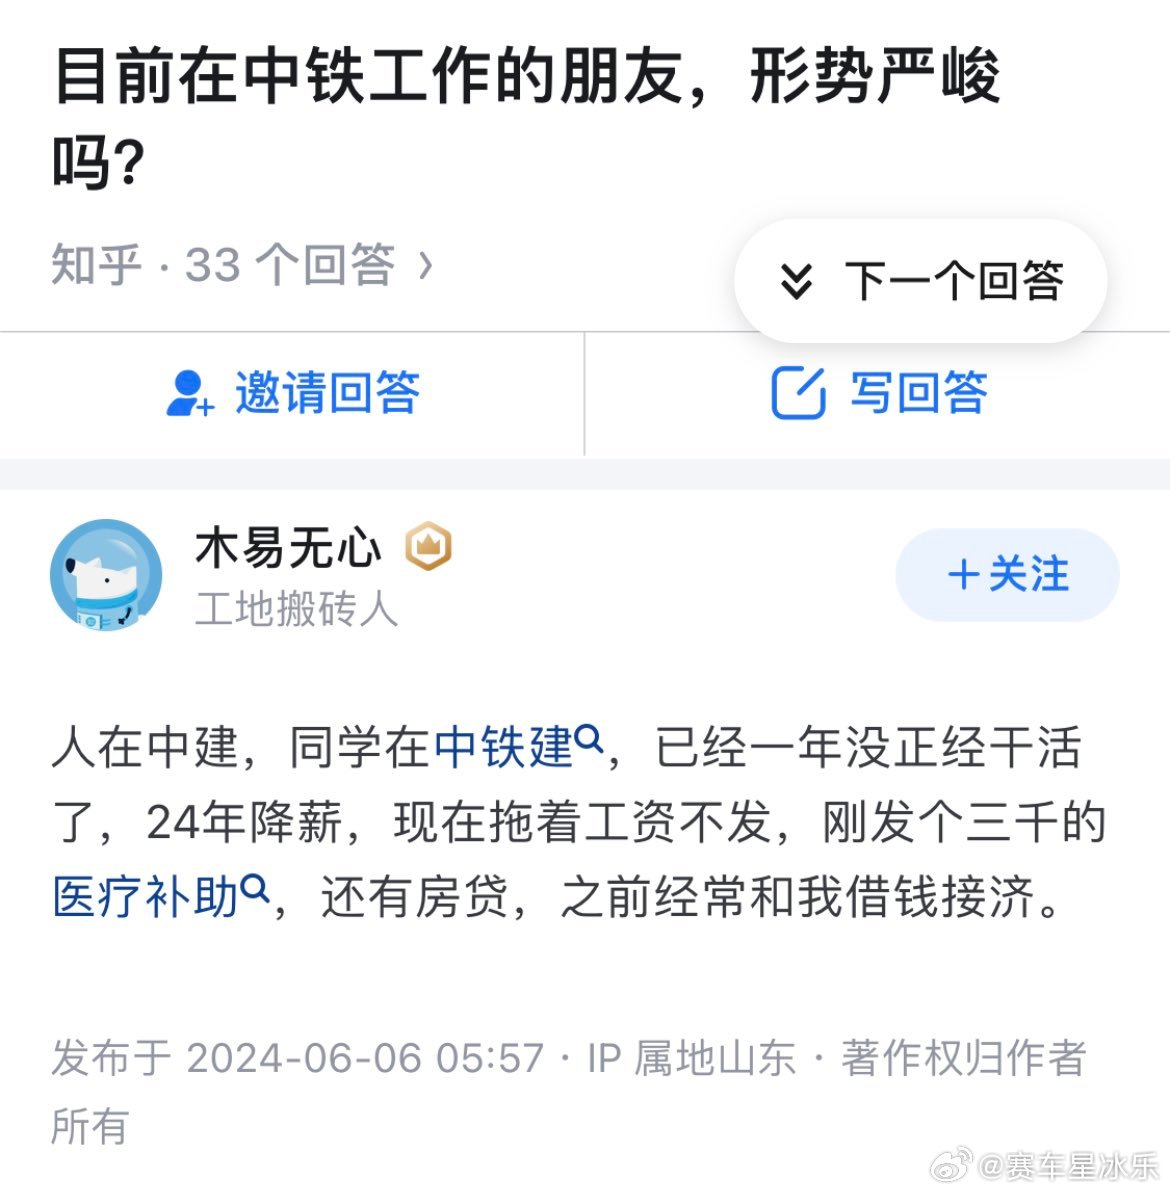 目前在中铁工作的朋友，形势严峻
吗?
知乎 · 33 个回答 ›
下一个回答
邀请回答
写回答
木易无心
工地搬砖人
+关注
人在中建，同学在中铁建，已经一年没正经干活
了，24年降薪，现在拖着工资不发，刚发个三千的
医疗补助，还有房贷，之前经常和我借钱接济。
发布于 2024-06-06 05:57 · IP 属地山东 · 著作权归作者
所有
@赛车星冰乐